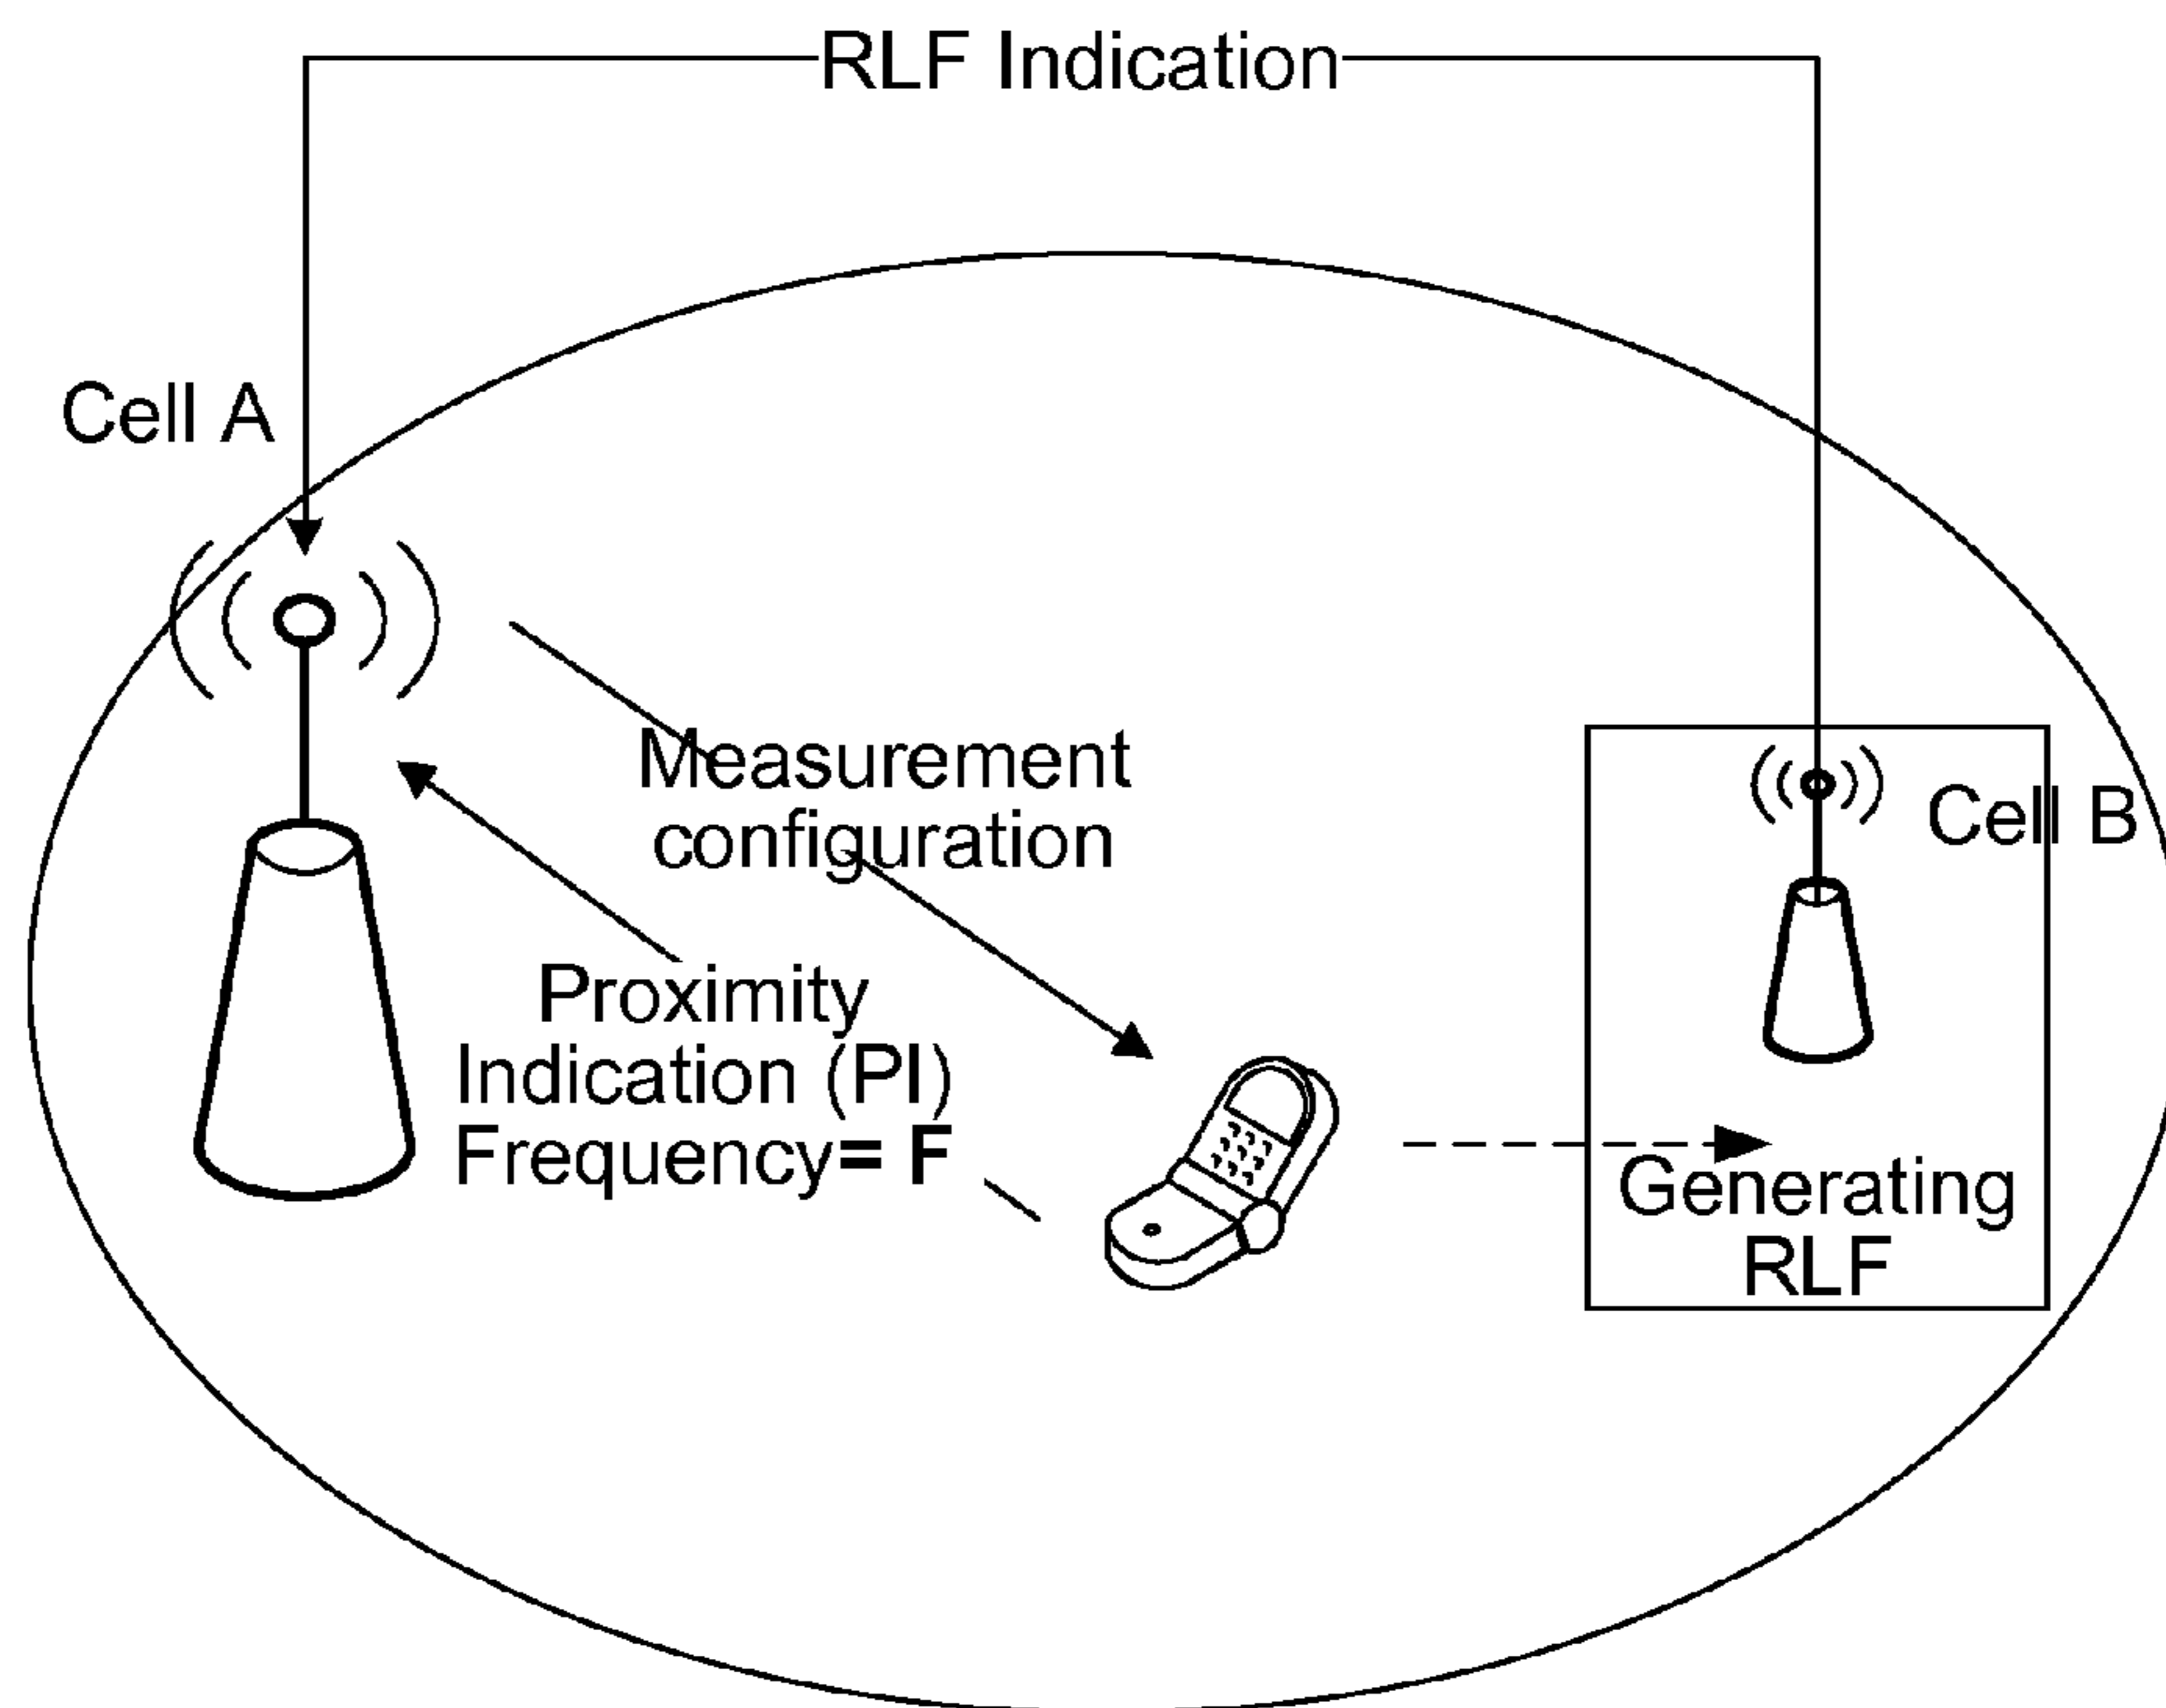 RLF Indication
Cell A
Measurement
configuration
Cell B
Proximity
Indication (PI)
Frequency= F
Generating
RLF